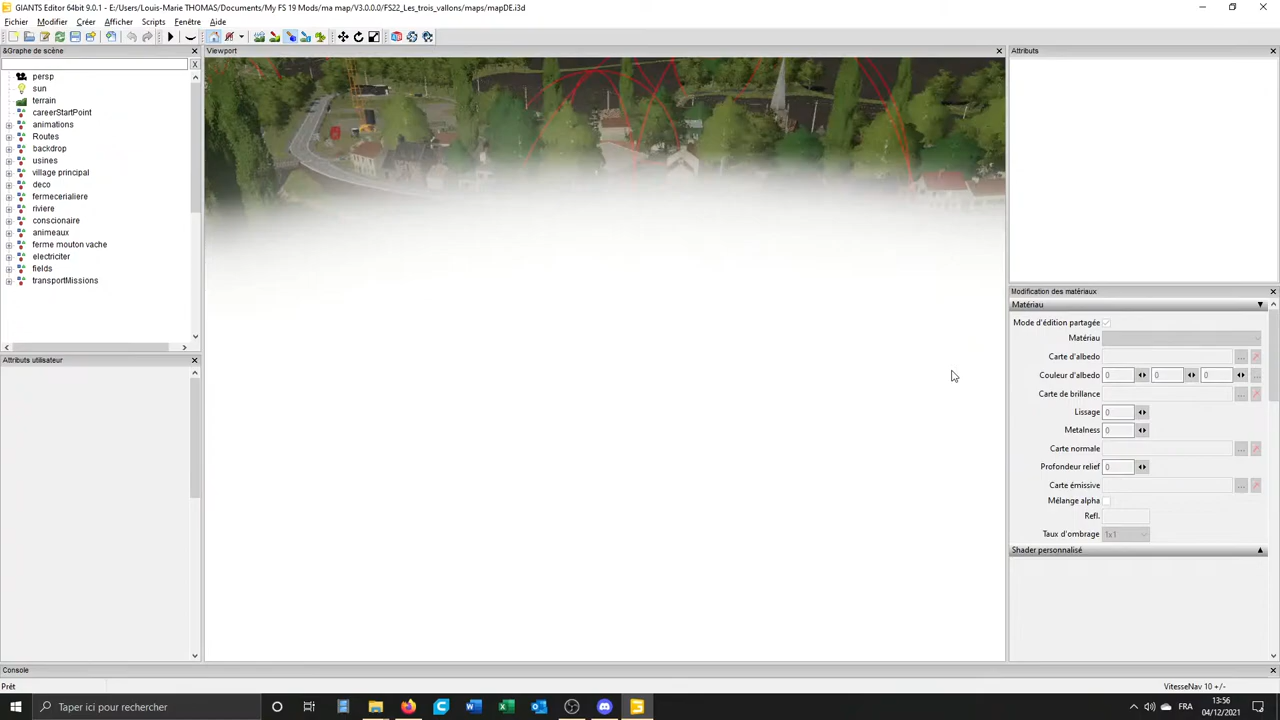 GIANTS Editor 64bit 9.0.1 - E:/Users/Louis-Marie THOMAS/Documents/My FS 19 Mods/ma map/V3.0.0.0/FS22_Les_trois_vallons/maps/mapDE.i3d
Fichier Modifier Créer Afficher Scripts Fenêtre Aide
&Graphe de scène
X
persp
sun
terrain
careerStartPoint
animations
Routes
backdrop
usines
village principal
deco
fermecerialiere
riviere
conscionaire
animeaux
ferme mouton vache
electriciter
fields
transportMissions
Attributs utilisateur
Viewport
Attributs
Modification des matériaux
Matériau
Mode d'édition partagée
Matériau
Carte d'albedo ...
Couleur d'albedo 0 0 0 ...
Carte de brillance ...
Lissage 0
Metalness 0
Carte normale ...
Profondeur relief 0
Carte émissive ...
Mélange alpha
Refl.
Taux d'ombrage 1x1
Shader personnalisé
Console
Prêt
VitesseNav 10 +/-
Taper ici pour rechercher
FRA
13:56
04/12/2021